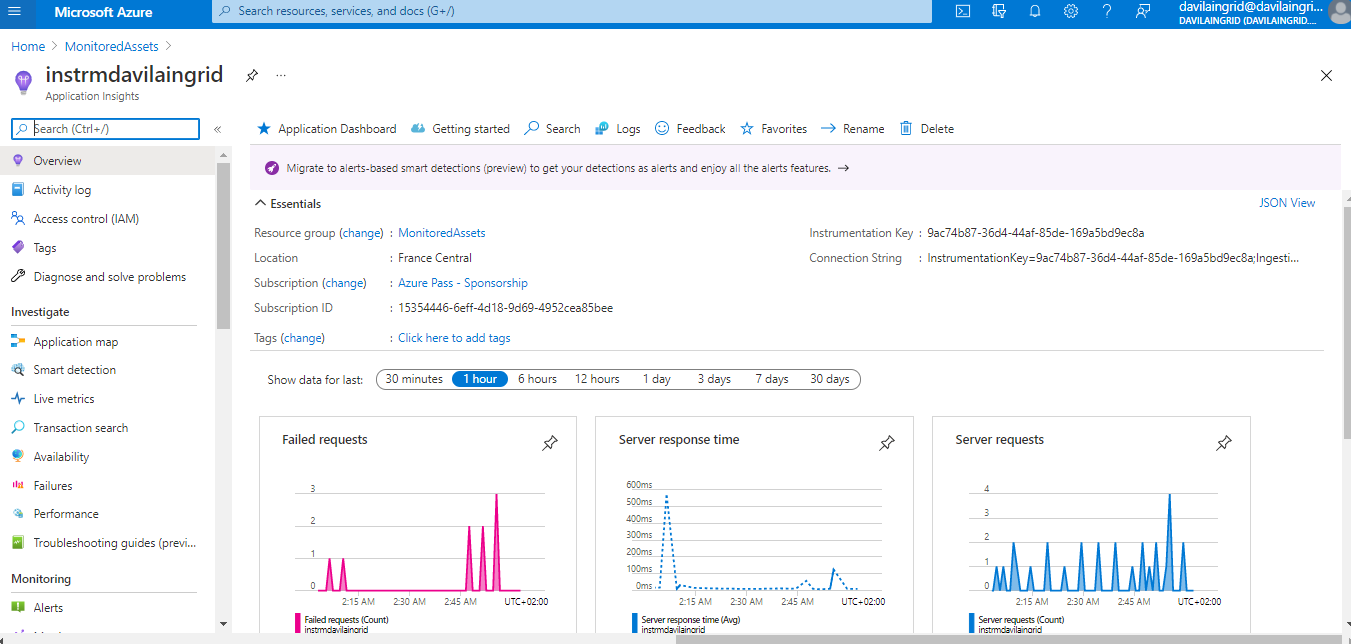 Microsoft Azure
Search resources, services, and docs (G+/)
davilaingrid@davilaingri...
DAVILAINGRID (DAVILAINGRID....
Home > MonitoredAssets >
instrmdavilaingrid
...
Application Insights
Search (Ctrl+/)
«
Overview
Activity log
Access control (IAM)
Tags
Diagnose and solve problems
Investigate
Application map
Smart detection
Live metrics
Transaction search
Availability
Failures
Performance
Troubleshooting guides (previ...
Monitoring
Alerts
Application Dashboard Getting started Search Logs Feedback Favorites Rename Delete
Migrate to alerts-based smart detections (preview) to get your detections as alerts and enjoy all the alerts features. →
Essentials
JSON View
Resource group (change) : MonitoredAssets
Location : France Central
Subscription (change) : Azure Pass - Sponsorship
Subscription ID : 15354446-6eff-4d18-9d69-4952cea85bee
Tags (change) : Click here to add tags
Instrumentation Key : 9ac74b87-36d4-44af-85de-169a5bd9ec8a
Connection String : InstrumentationKey=9ac74b87-36d4-44af-85de-169a5bd9ec8a;Ingesti...
Show data for last: 30 minutes 1 hour 6 hours 12 hours 1 day 3 days 7 days 30 days
Failed requests
3
2
1
0
2:15 AM 2:30 AM 2:45 AM UTC+02:00
Failed requests (Count)
instrmdavilaingrid
Server response time
600ms
500ms
400ms
300ms
200ms
100ms
0ms
2:15 AM 2:30 AM 2:45 AM UTC+02:00
Server response time (Avg)
instrmdavilaingrid
Server requests
4
3
2
1
0
2:15 AM 2:30 AM 2:45 AM UTC+02:00
Server requests (Count)
instrmdavilaingrid